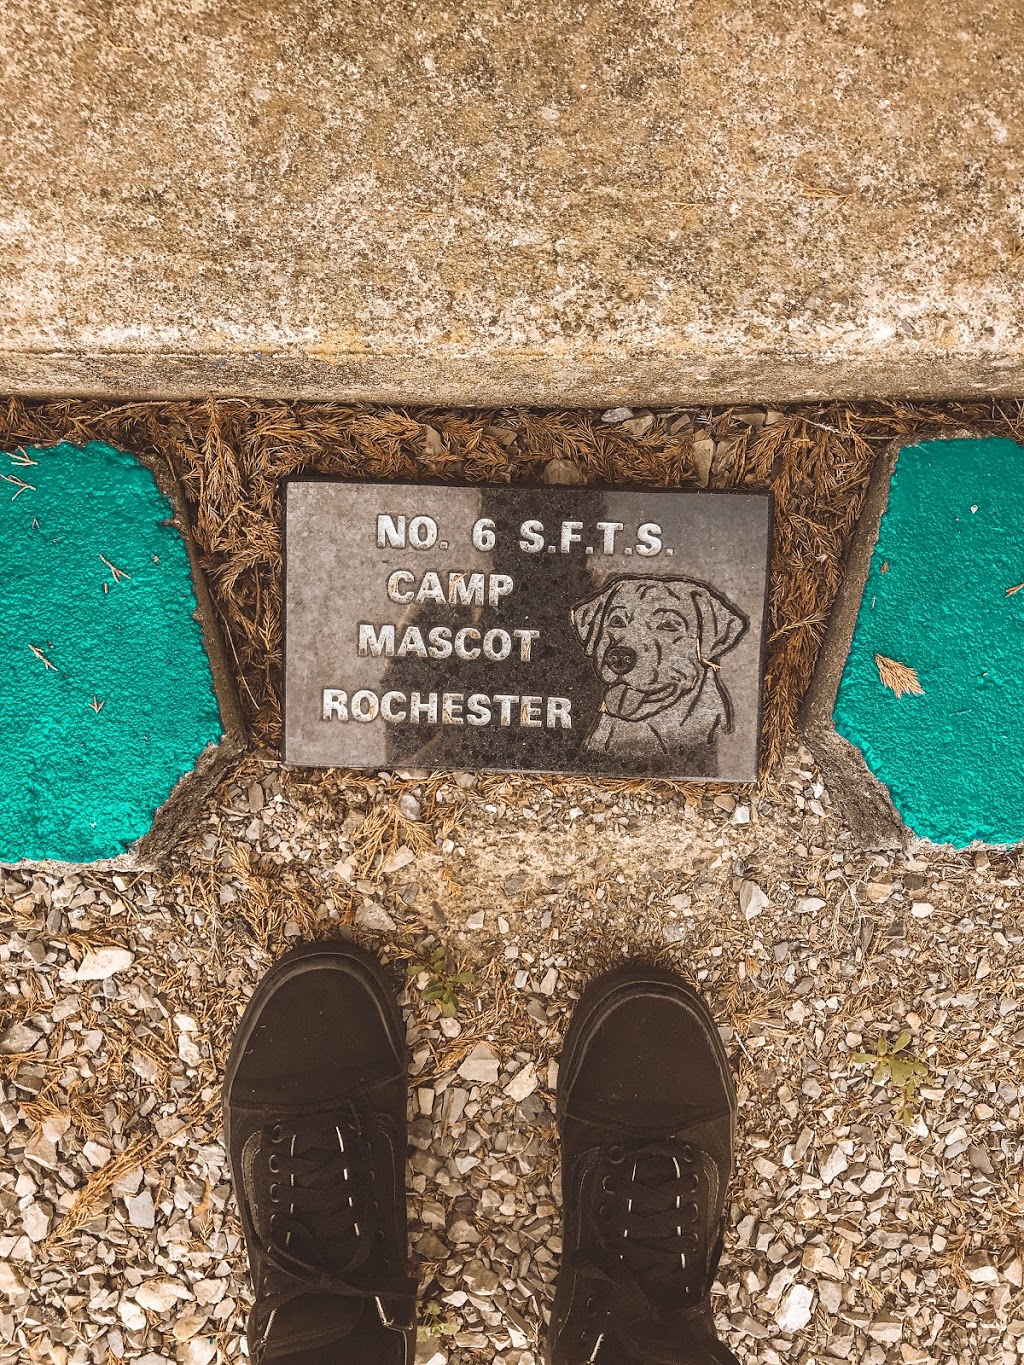 NO. 6 S.F.T.S.
CAMP
MASCOT
ROCHESTER